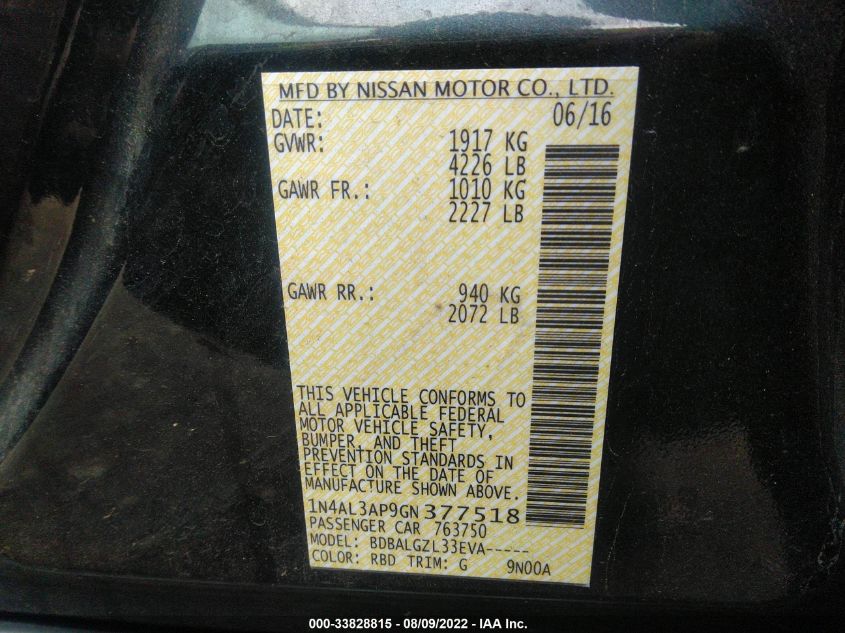 MFD BY NISSAN MOTOR CO., LTD.
DATE: 06/16
GVWR: 1917 KG
4226 LB
GAWR FR.: 1010 KG
2227 LB
GAWR RR.: 940 KG
2072 LB
THIS VEHICLE CONFORMS TO
ALL APPLICABLE FEDERAL
MOTOR VEHICLE SAFETY,
BUMPER, AND THEFT
PREVENTION STANDARDS IN
EFFECT ON THE DATE OF
MANUFACTURE SHOWN ABOVE.
1N4AL3AP9GN377518
PASSENGER CAR 763750
MODEL: BDBALGZL33EVA-----
COLOR: RBD TRIM: G 9N00A
000-33828815 - 08/09/2022 - IAA Inc.